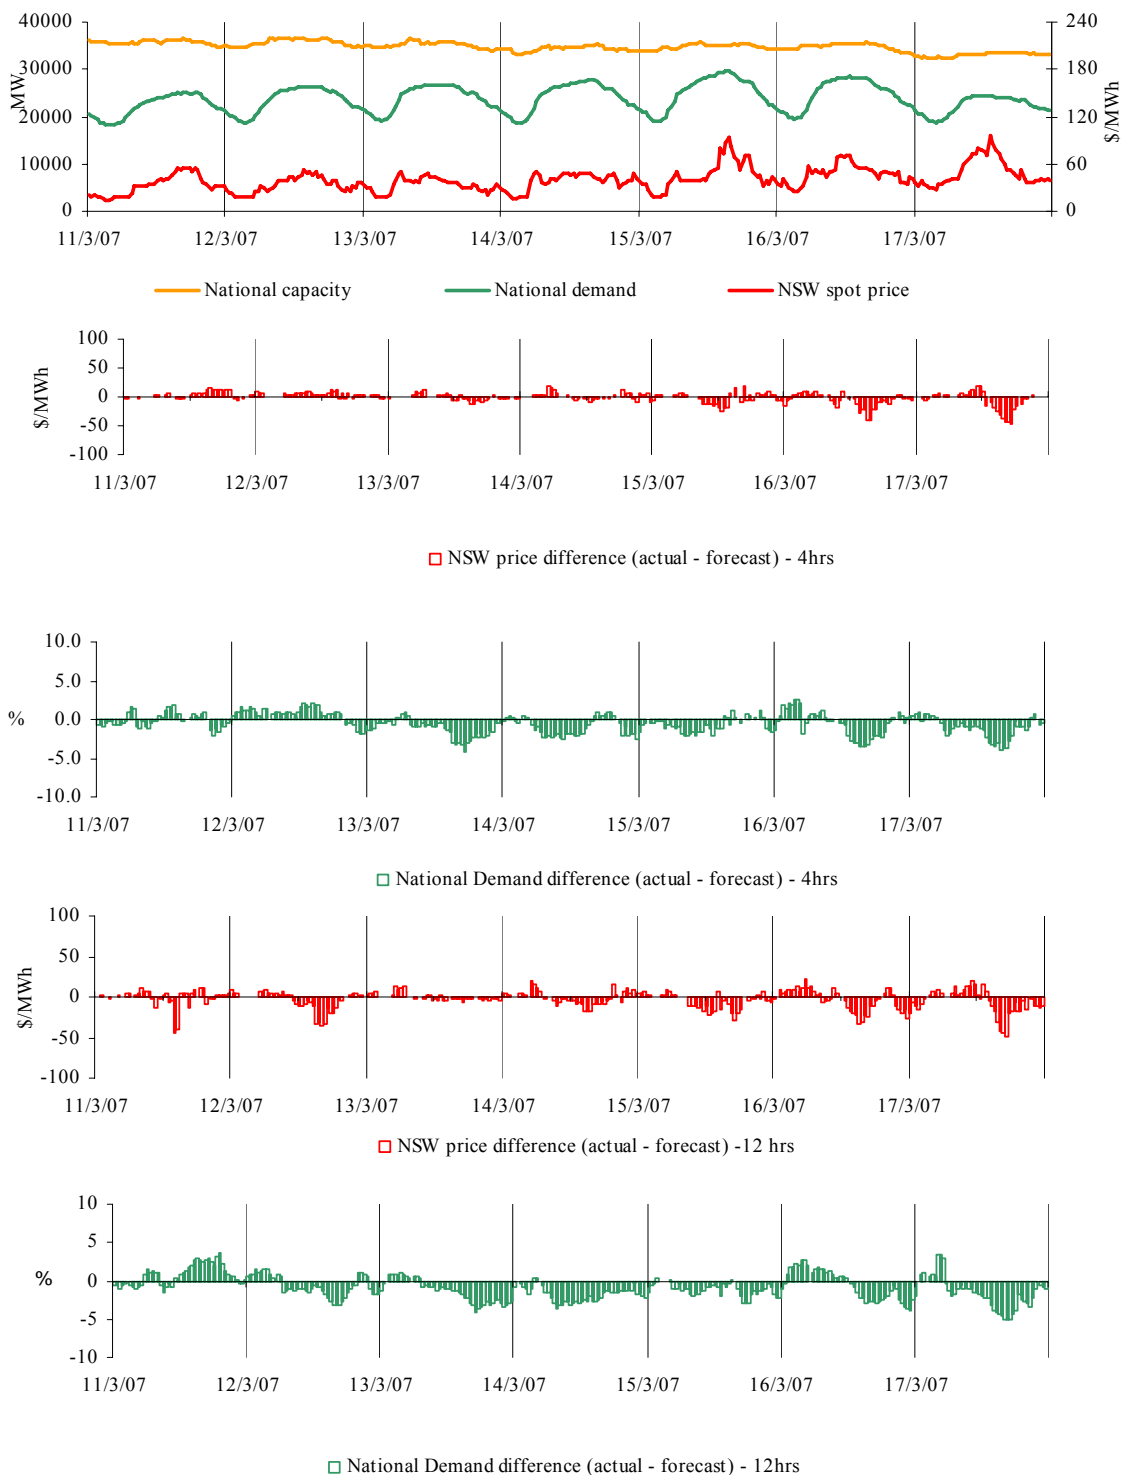 40000 240
30000 180
20000 120
10000 60
0 0
MW
$/MWh
11/3/07 12/3/07 13/3/07 14/3/07 15/3/07 16/3/07 17/3/07
National capacity National demand NSW spot price
100
50
0
-50
-100
$/MWh
11/3/07 12/3/07 13/3/07 14/3/07 15/3/07 16/3/07 17/3/07
NSW price difference (actual - forecast) - 4hrs
10.0
5.0
0.0
-5.0
-10.0
%
11/3/07 12/3/07 13/3/07 14/3/07 15/3/07 16/3/07 17/3/07
National Demand difference (actual - forecast) - 4hrs
100
50
0
-50
-100
$/MWh
11/3/07 12/3/07 13/3/07 14/3/07 15/3/07 16/3/07 17/3/07
NSW price difference (actual - forecast) -12 hrs
10
5
0
-5
-10
%
11/3/07 12/3/07 13/3/07 14/3/07 15/3/07 16/3/07 17/3/07
National Demand difference (actual - forecast) - 12hrs